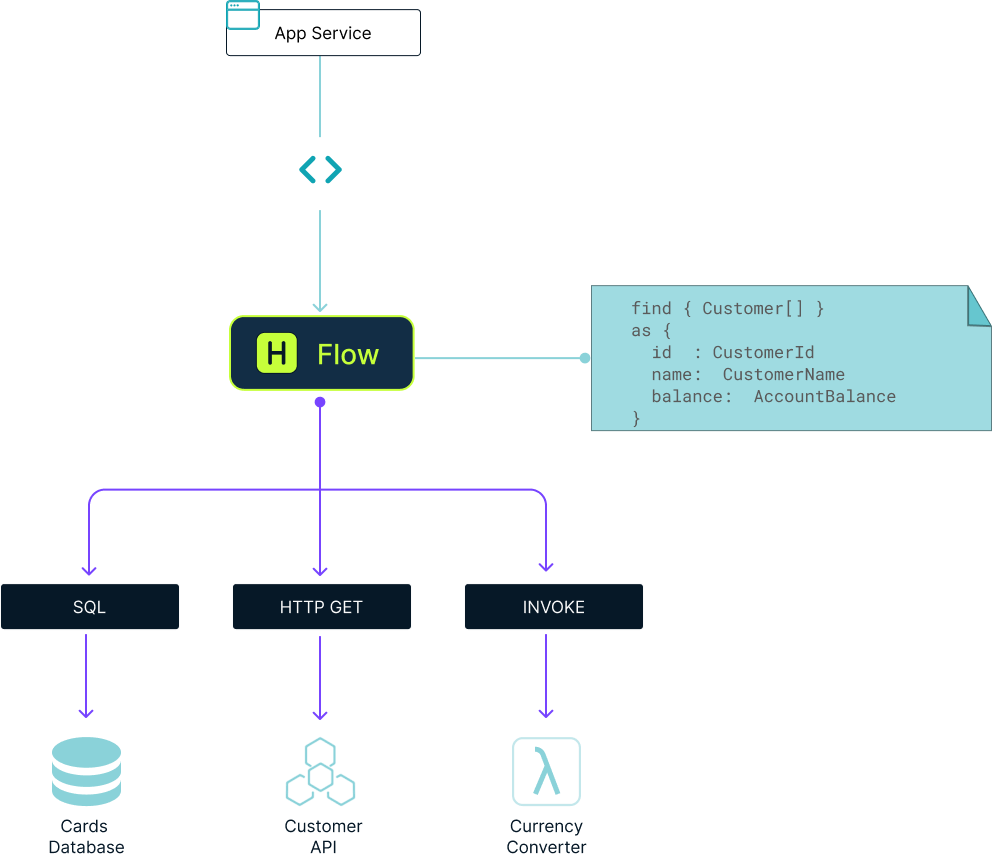 App Service
H Flow
find { Customer[] }
as {
id : CustomerId
name: CustomerName
balance: AccountBalance
}
SQL
HTTP GET
INVOKE
λ
Cards
Database
Customer
API
Currency
Converter